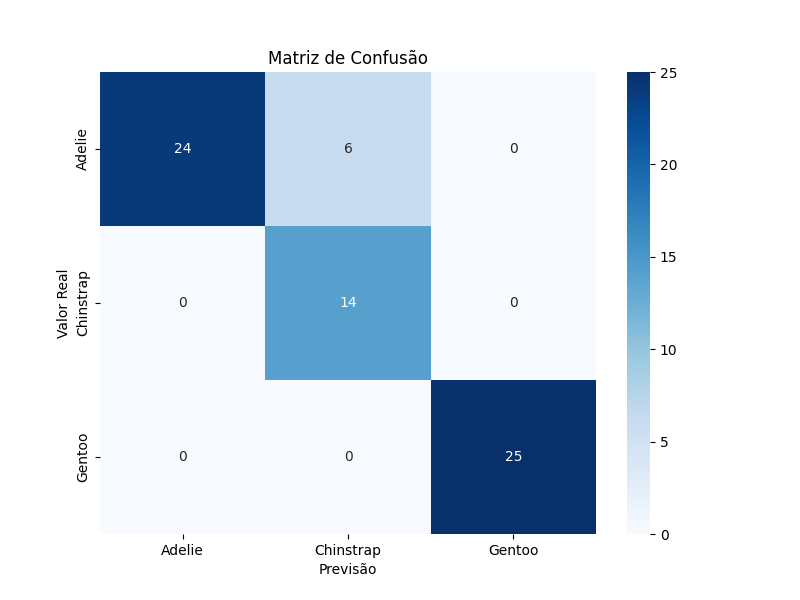 Matriz de Confusão
Adelie
24
6
0
Valor Real
Chinstrap
0
14
0
Gentoo
0
0
25
Adelie
Chinstrap
Gentoo
Previsão
25
20
15
10
5
0